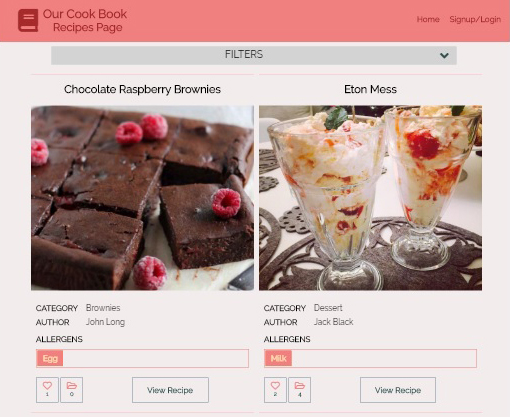 Our Cook Book
Recipes Page
Home Signup/Login
FILTERS
Chocolate Raspberry Brownies
Eton Mess
CATEGORY Brownies
AUTHOR John Long
ALLERGENS
Egg
1 0 View Recipe
CATEGORY Dessert
AUTHOR Jack Black
ALLERGENS
Milk
2 4 View Recipe